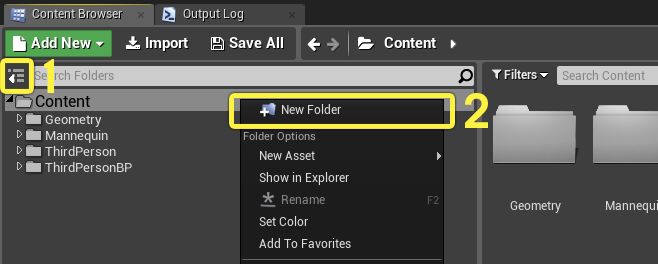 Content Browser Output Log
Add New Import Save All Content
1 Search Folders Filters Search Content
Content
Geometry
Mannequin
ThirdPerson
ThirdPersonBP
New Folder 2
Folder Options
New Asset
Show in Explorer
Rename F2
Set Color
Add To Favorites
Geometry Mannequ